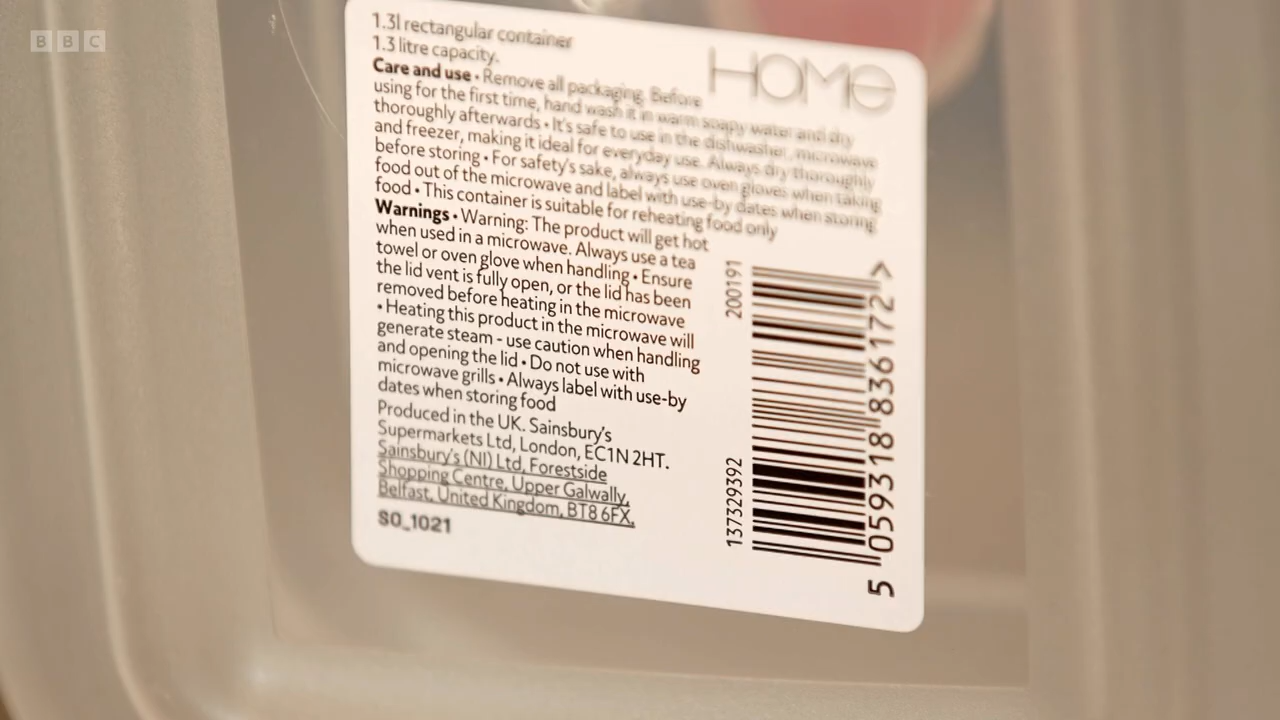 BBC
1.3l rectangular container
1.3 litre capacity.
HOME
Care and use • Remove all packaging. Before
using for the first time, hand wash it in warm soapy water and dry
thoroughly afterwards • It's safe to use in the dishwasher, microwave
and freezer, making it ideal for everyday use. Always dry thoroughly
before storing • For safety's sake, always use oven gloves when taking
food out of the microwave and label with use-by dates when storing
food • This container is suitable for reheating food only
Warnings • Warning: The product will get hot
when used in a microwave. Always use a tea
towel or oven glove when handling • Ensure
the lid vent is fully open, or the lid has been
removed before heating in the microwave
• Heating this product in the microwave will
generate steam - use caution when handling
and opening the lid • Do not use with
microwave grills • Always label with use-by
dates when storing food
Produced in the UK. Sainsbury's
Supermarkets Ltd, London, EC1N 2HT.
Sainsbury's (NI) Ltd, Forestside
Shopping Centre, Upper Galwally,
Belfast, United Kingdom, BT8 6FX.
SO_1021
137329392
200191
5 059318 836172 >